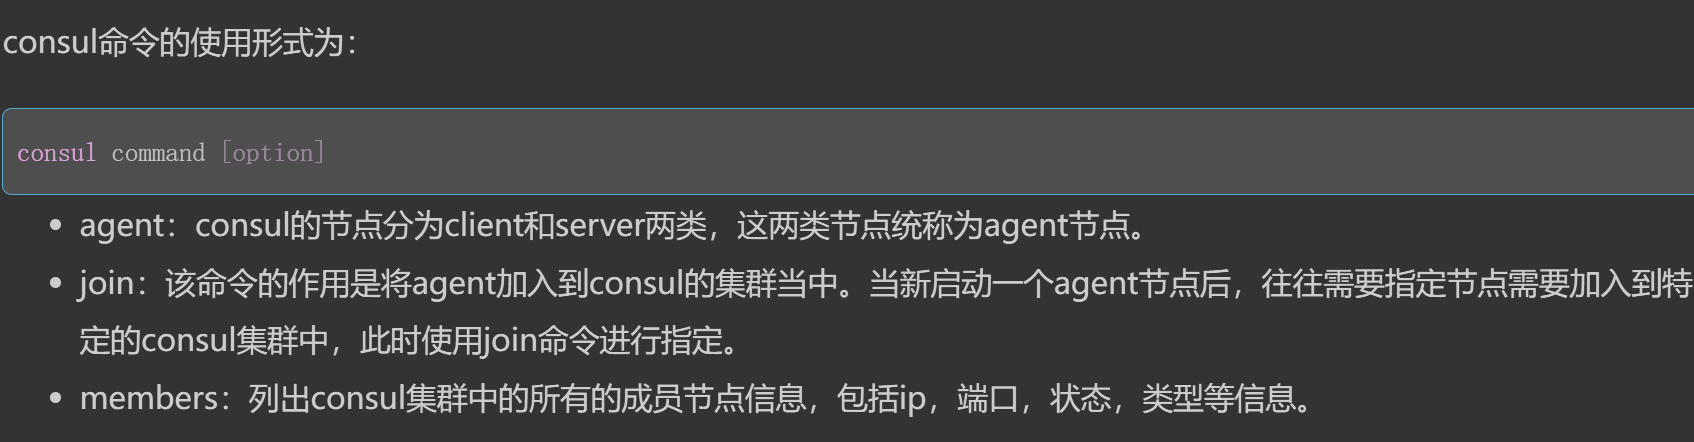 consul命令的使用形式为：
consul command [option]
• agent：consul的节点分为client和server两类，这两类节点统称为agent节点。
• join：该命令的作用是将agent加入到consul的集群当中。当新启动一个agent节点后，往往需要指定节点需要加入到特
定的consul集群中，此时使用join命令进行指定。
• members：列出consul集群中的所有的成员节点信息，包括ip，端口，状态，类型等信息。